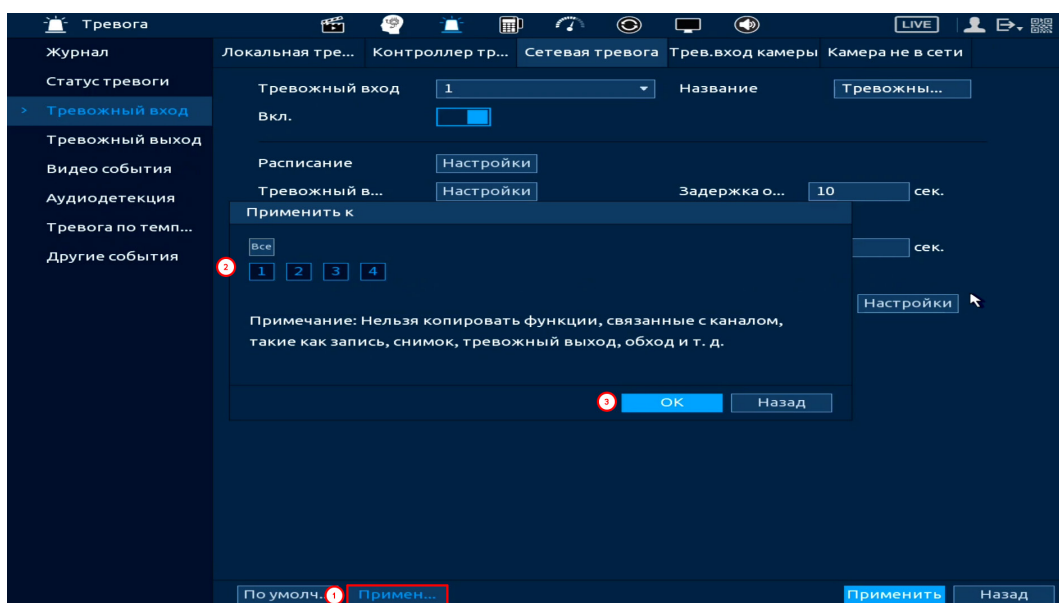 Тревога
LIVE
Журнал
Статус тревоги
> Тревожный вход
Тревожный выход
Видео события
Аудиодетекция
Тревога по темп...
Другие события
Локальная тре... Контроллер тр... Сетевая тревога Трев.вход камеры Камера не в сети
Тревожный вход 1 Название Тревожны...
Вкл.
Расписание Настройки
Тревожный в... Настройки Задержка о... 10 сек.
Применить к
Все
сек.
2 1 2 3 4
Настройки
Примечание: Нельзя копировать функции, связанные с каналом,
такие как запись, снимок, тревожный выход, обход и т. д.
3 OK Назад
По умолч... 1 Примен... Применить Назад